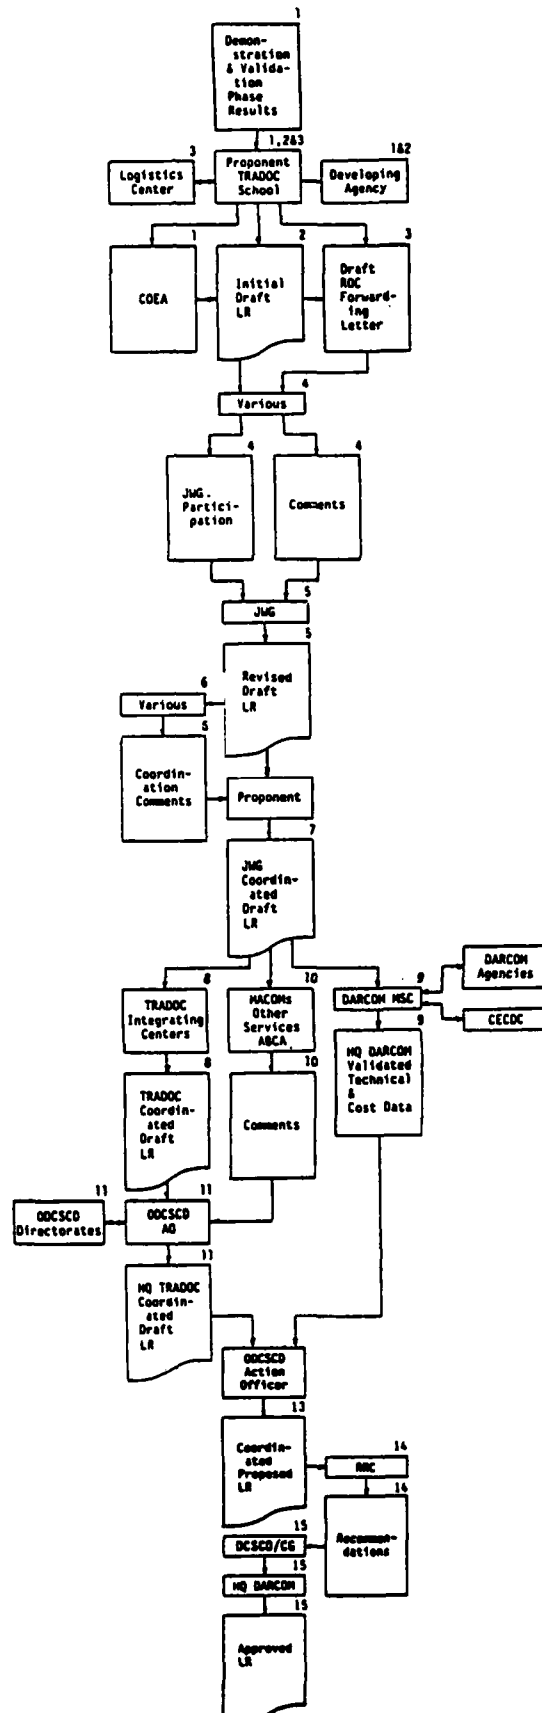 1
Demon-
stration
& Valida-
tion
Phase
Results
1,2&3
3
1&2
Logistics
Center
Proponent
TRADOC
School
Developing
Agency
1
2
3
COEA
Initial
Draft
LR
Draft
ROC
Forward-
ing
Letter
4
Various
4
4
JWG.
Partici-
pation
Comments
5
JWG
5
Revised
Draft
LR
6
Various
5
Coordin-
ation
Comments
Proponent
7
JWG
Coordinated
Draft
LR
8
TRADOC
Integrating
Centers
10
MACOMs
Other
Services
ABCA
9
DARCOM MSC
DARCOM
Agencies
CECDC
8
TRADOC
Coordin-
ated
Draft
LR
10
Comments
9
HQ DARCOM
Validated
Technical
&
Cost Data
11
ODCSCD
Directorates
11
ODCSCD
AO
11
HQ TRADOC
Coordin-
ated
Draft
LR
ODCSCD
Action
Officer
13
Coordin-
ated
Proposed
LR
14
RRC
14
Recommen-
dations
15
DCSCD/CG
15
HQ DARCOM
15
Approved
LR